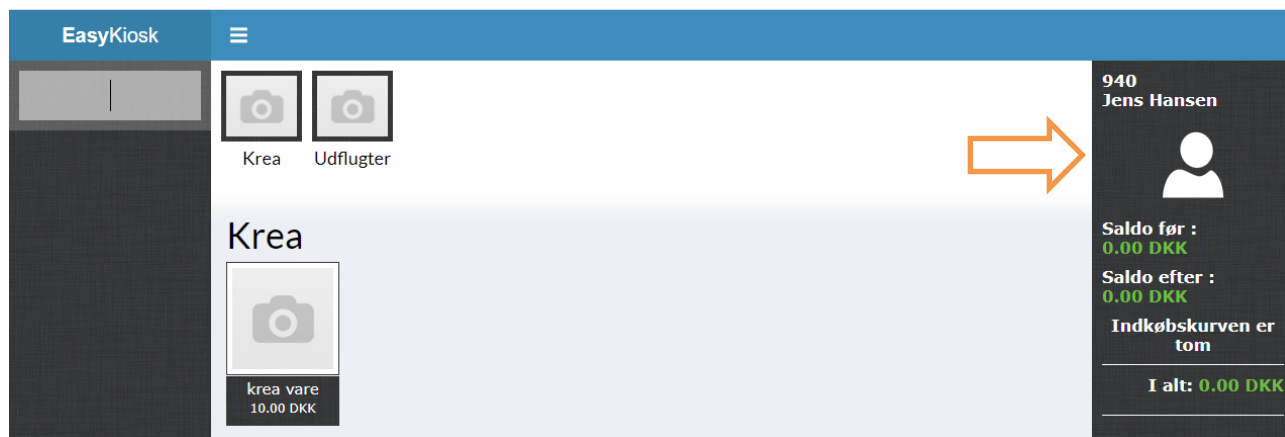 EasyKiosk
Krea
Udflugter
Krea
krea vare
10.00 DKK
940
Jens Hansen
Saldo før :
0.00 DKK
Saldo efter :
0.00 DKK
Indkøbskurven er
tom
I alt: 0.00 DKK